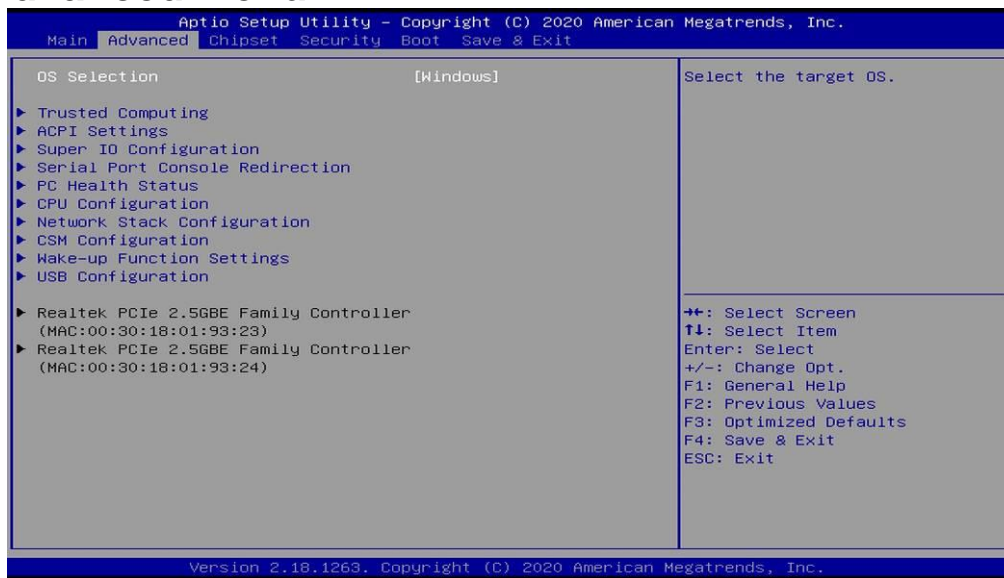 Aptio Setup Utility – Copyright (C) 2020 American Megatrends, Inc.
Main Advanced Chipset Security Boot Save & Exit
OS Selection [Windows]
Select the target OS.
▶ Trusted Computing
▶ ACPI Settings
▶ Super IO Configuration
▶ Serial Port Console Redirection
▶ PC Health Status
▶ CPU Configuration
▶ Network Stack Configuration
▶ CSM Configuration
▶ Wake-up Function Settings
▶ USB Configuration
▶ Realtek PCIe 2.5GBE Family Controller
(MAC:00:30:18:01:93:23)
▶ Realtek PCIe 2.5GBE Family Controller
(MAC:00:30:18:01:93:24)
→←: Select Screen
↑↓: Select Item
Enter: Select
+/-: Change Opt.
F1: General Help
F2: Previous Values
F3: Optimized Defaults
F4: Save & Exit
ESC: Exit
Version 2.18.1263. Copyright (C) 2020 American Megatrends, Inc.